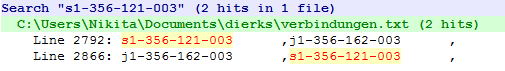 Search "s1-356-121-003" (2 hits in 1 file)
C:\Users\Nikita\Documents\dierks\verbindungen.txt (2 hits)
Line 2792: s1-356-121-003 ,j1-356-162-003 ,
Line 2866: j1-356-162-003 ,s1-356-121-003 ,